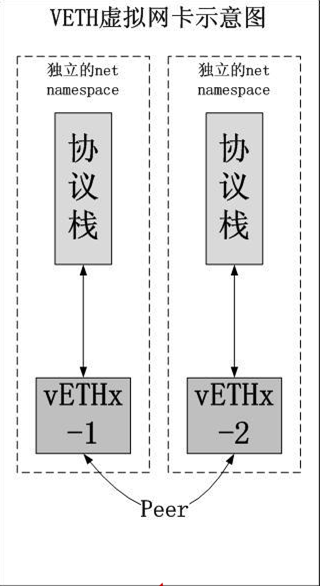 VETH虚拟网卡示意图
独立的net
namespace
协
议
栈
vETHx
-1
独立的net
namespace
协
议
栈
vETHx
-2
Peer